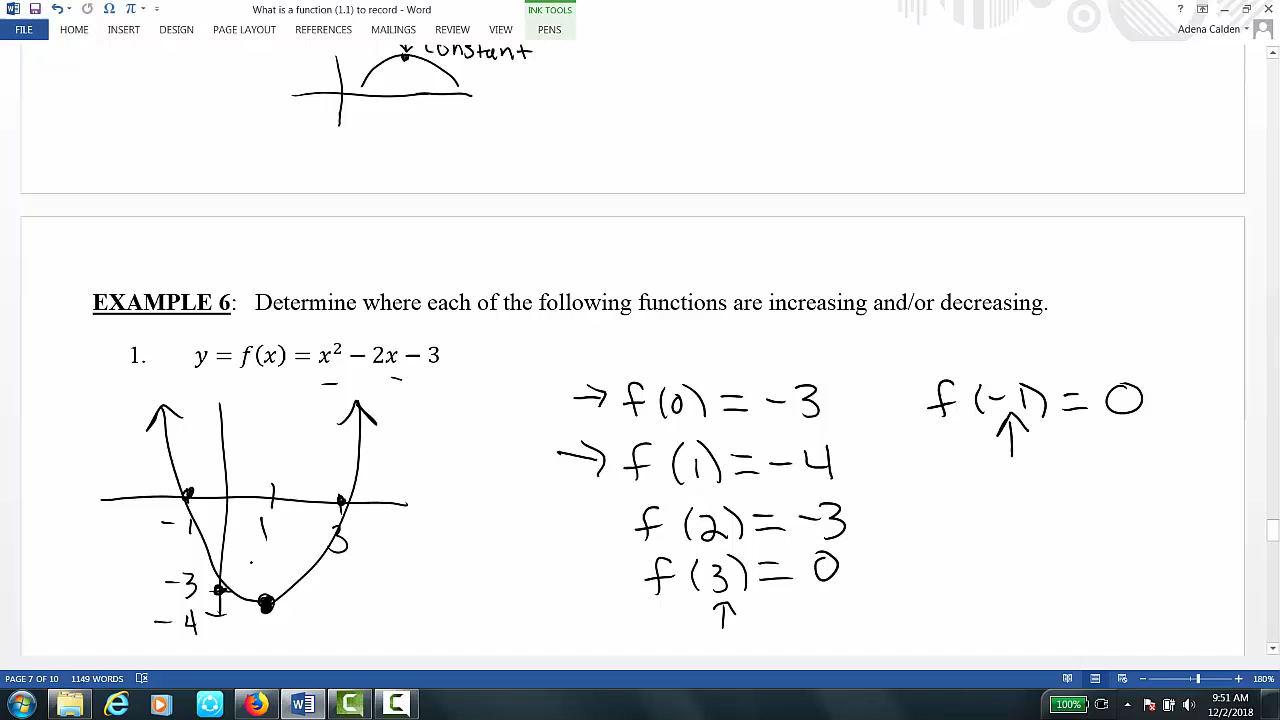 What is a function (1.1) to record - Word
INK TOOLS
FILE HOME INSERT DESIGN PAGE LAYOUT REFERENCES MAILINGS REVIEW VIEW PENS
Adena Calden
constant
EXAMPLE 6: Determine where each of the following functions are increasing and/or decreasing.
1. y = f(x) = x² − 2x − 3
→ f(0) = -3
f(-1) = 0
→ f(1) = -4
f(2) = -3
f(3) = 0
-1
1
3
-3
-4
PAGE 7 OF 10 1149 WORDS
180%
100%
9:51 AM
12/2/2018